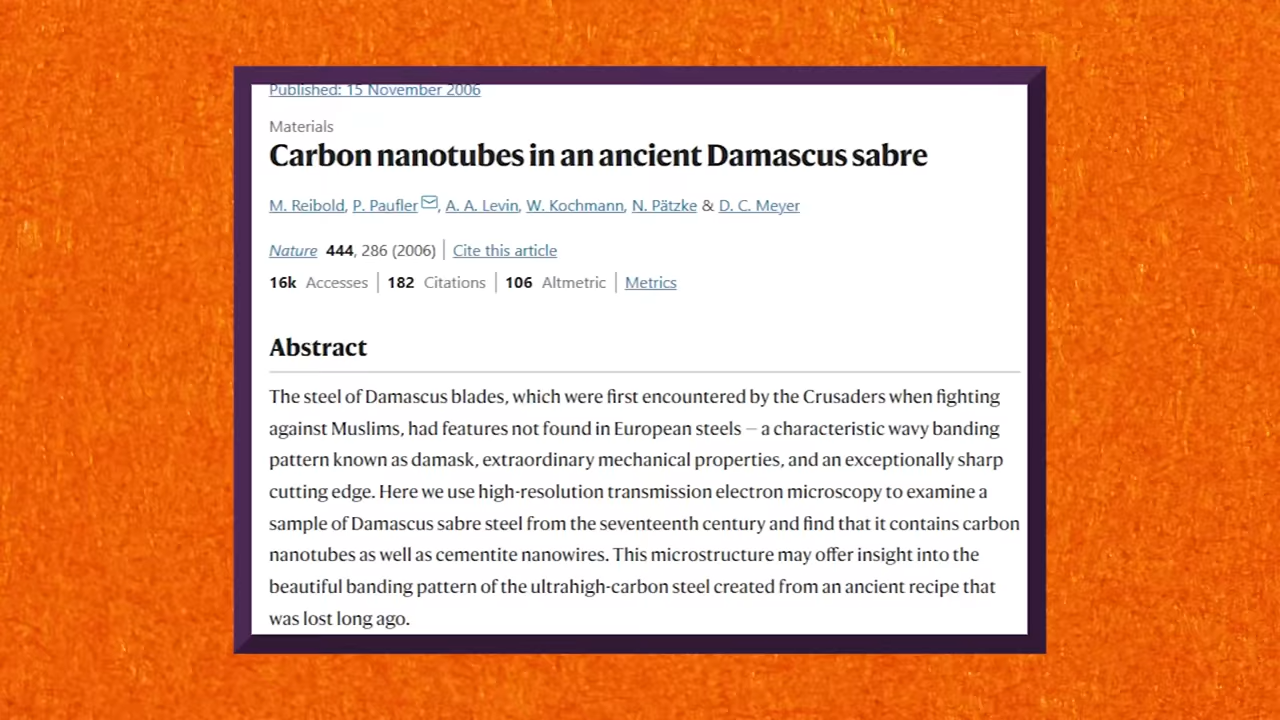 Published: 15 November 2006
Materials
Carbon nanotubes in an ancient Damascus sabre
M. Reibold, P. Paufler, A. A. Levin, W. Kochmann, N. Pätzke & D. C. Meyer
Nature 444, 286 (2006) | Cite this article
16k Accesses | 182 Citations | 106 Altmetric | Metrics
Abstract
The steel of Damascus blades, which were first encountered by the Crusaders when fighting
against Muslims, had features not found in European steels – a characteristic wavy banding
pattern known as damask, extraordinary mechanical properties, and an exceptionally sharp
cutting edge. Here we use high-resolution transmission electron microscopy to examine a
sample of Damascus sabre steel from the seventeenth century and find that it contains carbon
nanotubes as well as cementite nanowires. This microstructure may offer insight into the
beautiful banding pattern of the ultrahigh-carbon steel created from an ancient recipe that
was lost long ago.